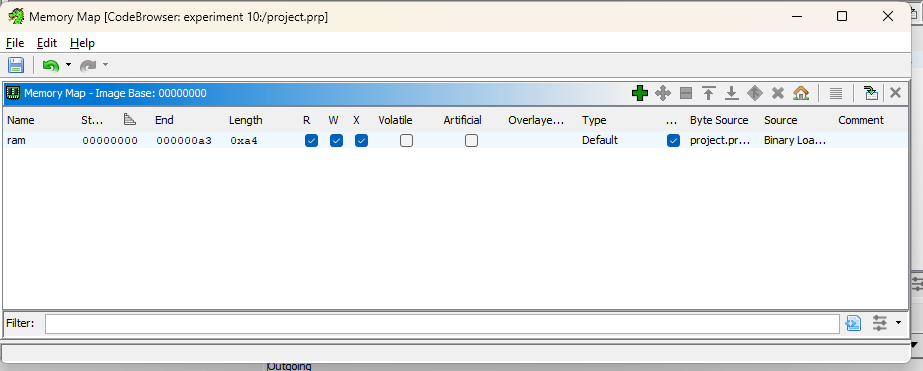 Memory Map [CodeBrowser: experiment 10:/project.prp]
File Edit Help
Memory Map - Image Base: 00000000
Name St... End Length R W X Volatile Artificial Overlaye... Type ... Byte Source Source Comment
ram 00000000 000000a3 0xa4 Default project.pr... Binary Loa...
Filter:
Outgoing